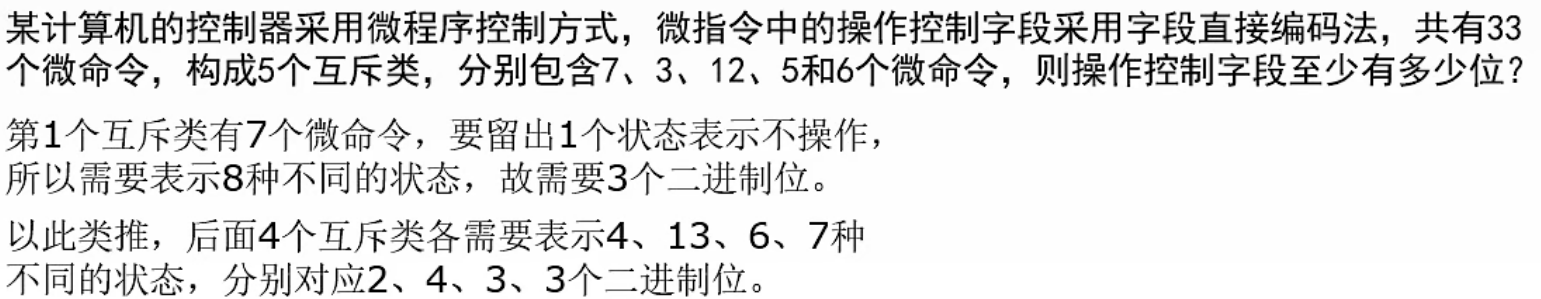 某计算机的控制器采用微程序控制方式，微指令中的操作控制字段采用字段直接编码法，共有33
个微命令，构成5个互斥类，分别包含7、3、12、5和6个微命令，则操作控制字段至少有多少位？
第1个互斥类有7个微命令，要留出1个状态表示不操作，
所以需要表示8种不同的状态，故需要3个二进制位。
以此类推，后面4个互斥类各需要表示4、13、6、7种
不同的状态，分别对应2、4、3、3个二进制位。